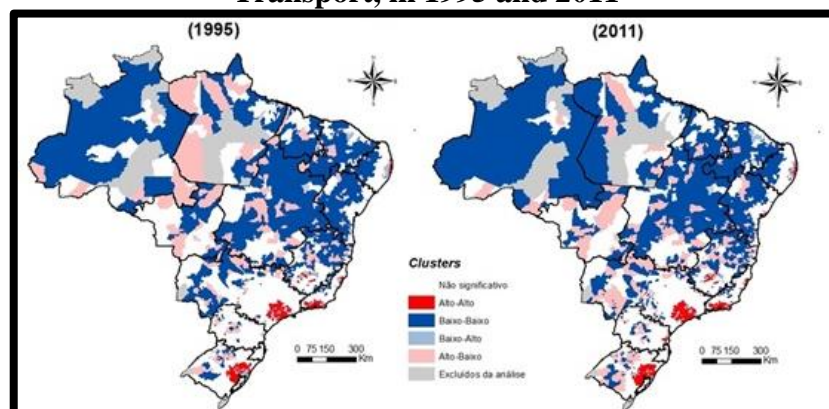 Transport, in 1995 and 2011
(1995)
(2011)
Clusters
Não significativo
Alto-Alto
Baixo-Baixo
Baixo-Alto
Alto-Baixo
Excluídos da análise
0 75 150 300
Km
0 75 150 300
Km